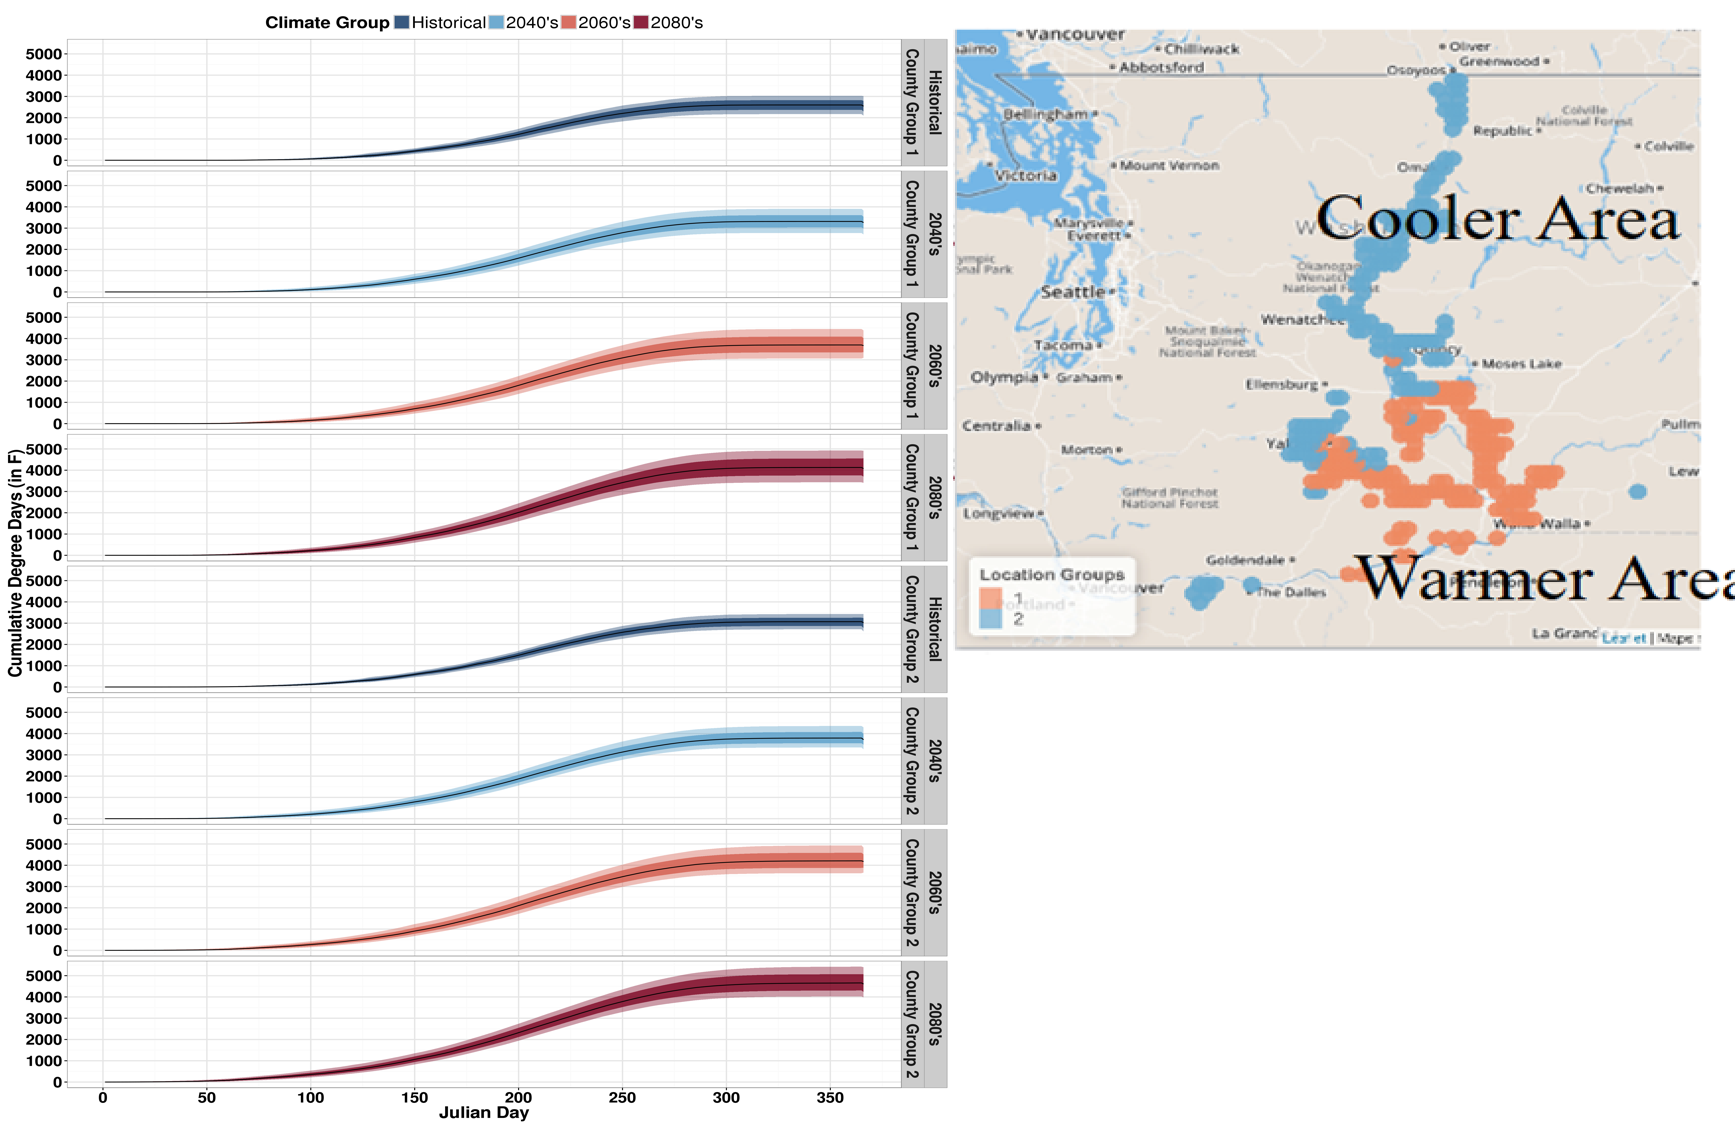 Climate Group Historical 2040's 2060's 2080's
5000
4000
3000
2000
1000
0
Historical
County Group 1
5000
4000
3000
2000
1000
0
2040's
County Group 1
5000
4000
3000
2000
1000
0
2060's
County Group 1
5000
4000
3000
2000
1000
0
2080's
County Group 1
5000
4000
3000
2000
1000
0
Historical
County Group 2
5000
4000
3000
2000
1000
0
2040's
County Group 2
5000
4000
3000
2000
1000
0
2060's
County Group 2
5000
4000
3000
2000
1000
0
2080's
County Group 2
Cumulative Degree Days (in F)
0 50 100 150 200 250 300 350
Julian Day
Vancouver
aimo
Chilliwack
Abbotsford
Oliver
Osoyoos
Greenwood
Bellingham
Colville
National Forest
Republic
Colville
Mount Vernon
Victoria
Oma
Chewelah
Cooler Area
Marysville
Everett
ympic
nal Park
Okanogan
Wenatch
National F st
Seattle
Wenatchee
Mount Baker-
Snoqualmie
National Forest
Tacoma
Quincy
Moses Lake
Olympia
Graham
Ellensburg
Centralia
Pullm
Yal
Morton
Lew
Gifford Pinchot
National Forest
Longview
Walla Walla
Goldendale
Warmer Area
Pendleton
Location Groups
1
2
Vancouver
Portland
The Dalles
La Grand
Leaflet | Maps s